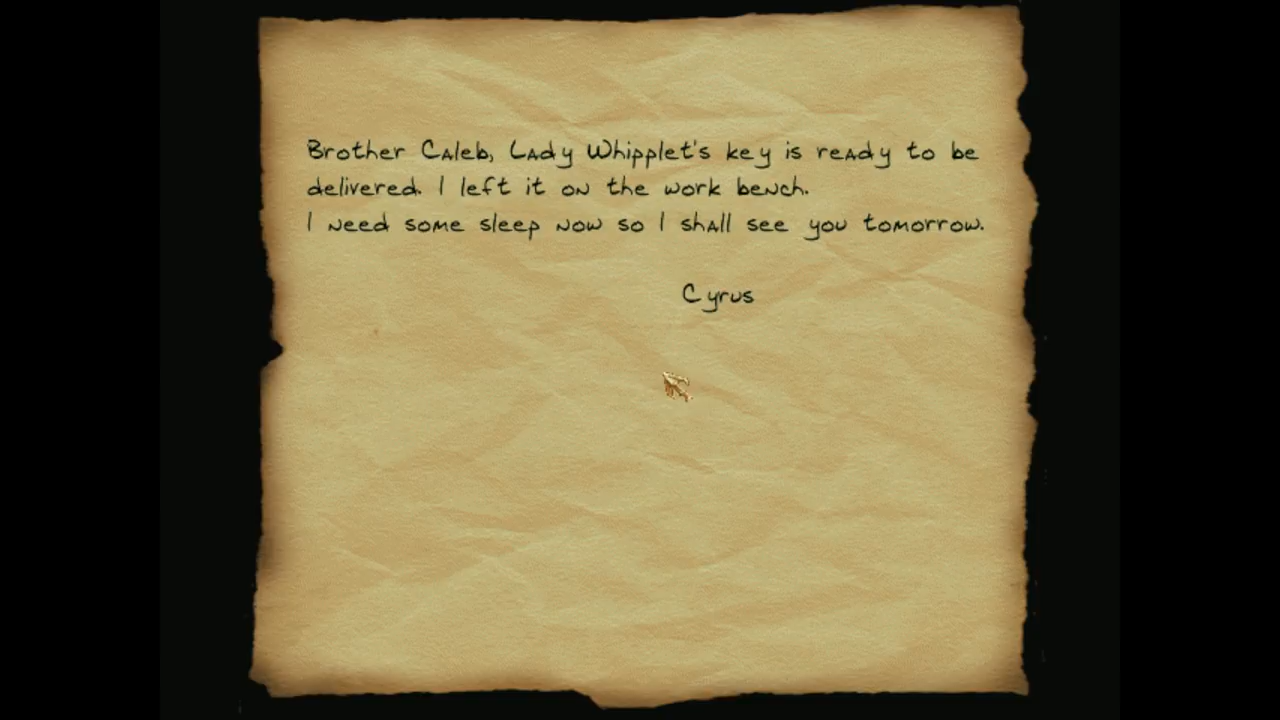 Brother Caleb, Lady Whipplet's key is ready to be
delivered. I left it on the work bench.
I need some sleep now so I shall see you tomorrow.
Cyrus